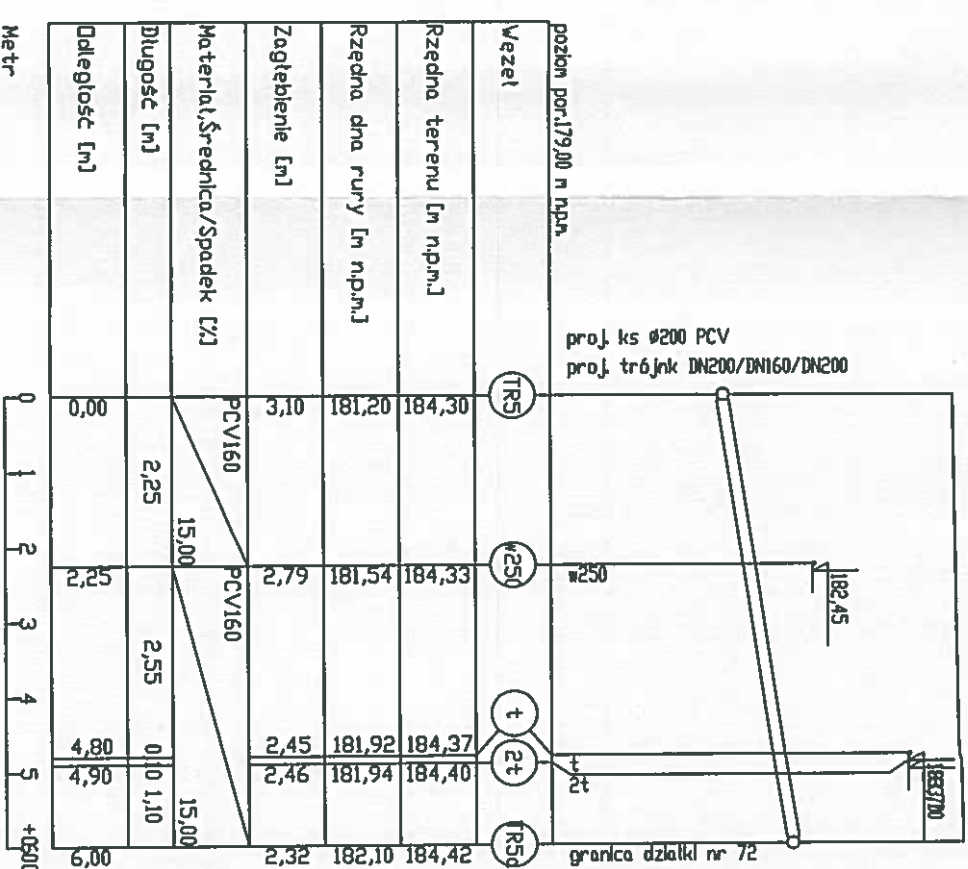 proj. ks ø200 PCV
proj. trójnk DN200/DN160/DN200
182,45
w250
t
2t
granica działki nr 72
pozion por.179,00 m n.p.m.
Węzeł TR5 w250 t 2t TR5a
Rzędna terenu [m n.p.m.] 184,30 184,33 184,37 184,40 184,42
Rzędna dna rury [m n.p.m.] 181,20 181,54 181,92 181,94 182,10
Zagłębienie [m] 3,10 2,79 2,45 2,46 2,32
Materiał,Średnica/Spadek [%] PCV160 15,00 PCV160 15,00
Długość [m] 2,25 2,55 0,10 1,10
Odległość [m] 0,00 2,25 4,80 4,90 6,00
Metr 0 1 2 3 4 5